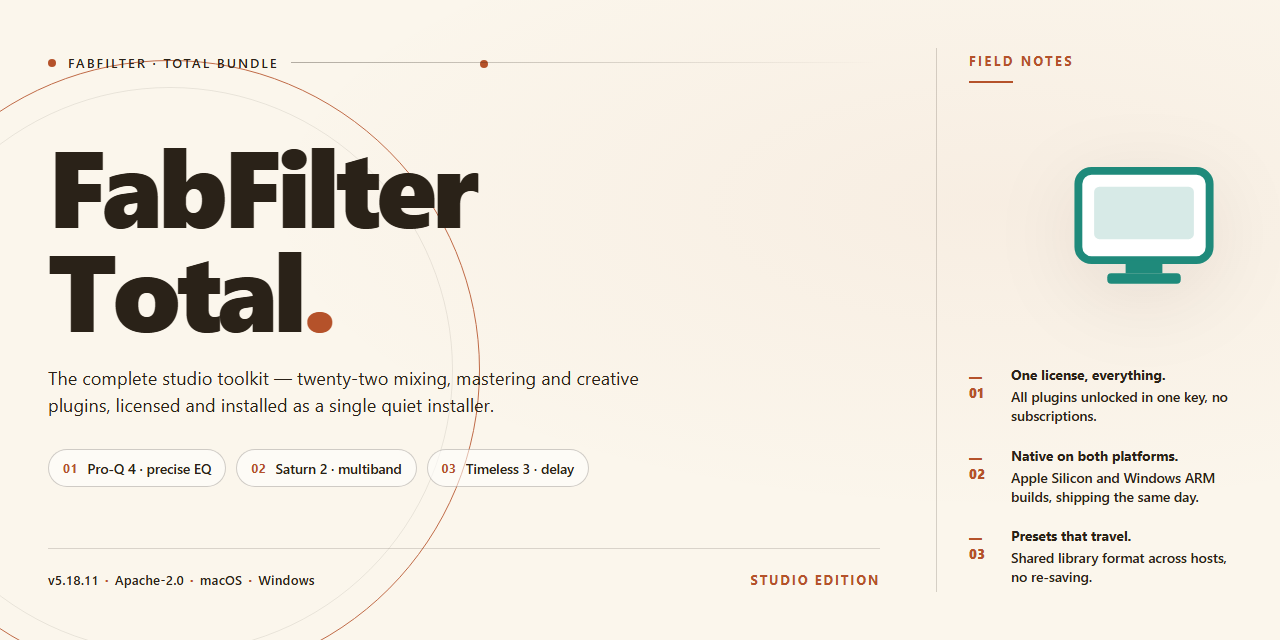 FABFILTER · TOTAL BUNDLE
FabFilter
Total.
The complete studio toolkit — twenty-two mixing, mastering and creative
plugins, licensed and installed as a single quiet installer.
01 Pro-Q 4 · precise EQ
02 Saturn 2 · multiband
03 Timeless 3 · delay
v5.18.11 · Apache-2.0 · macOS · Windows
STUDIO EDITION
FIELD NOTES
01
One license, everything.
All plugins unlocked in one key, no
subscriptions.
02
Native on both platforms.
Apple Silicon and Windows ARM
builds, shipping the same day.
03
Presets that travel.
Shared library format across hosts,
no re-saving.